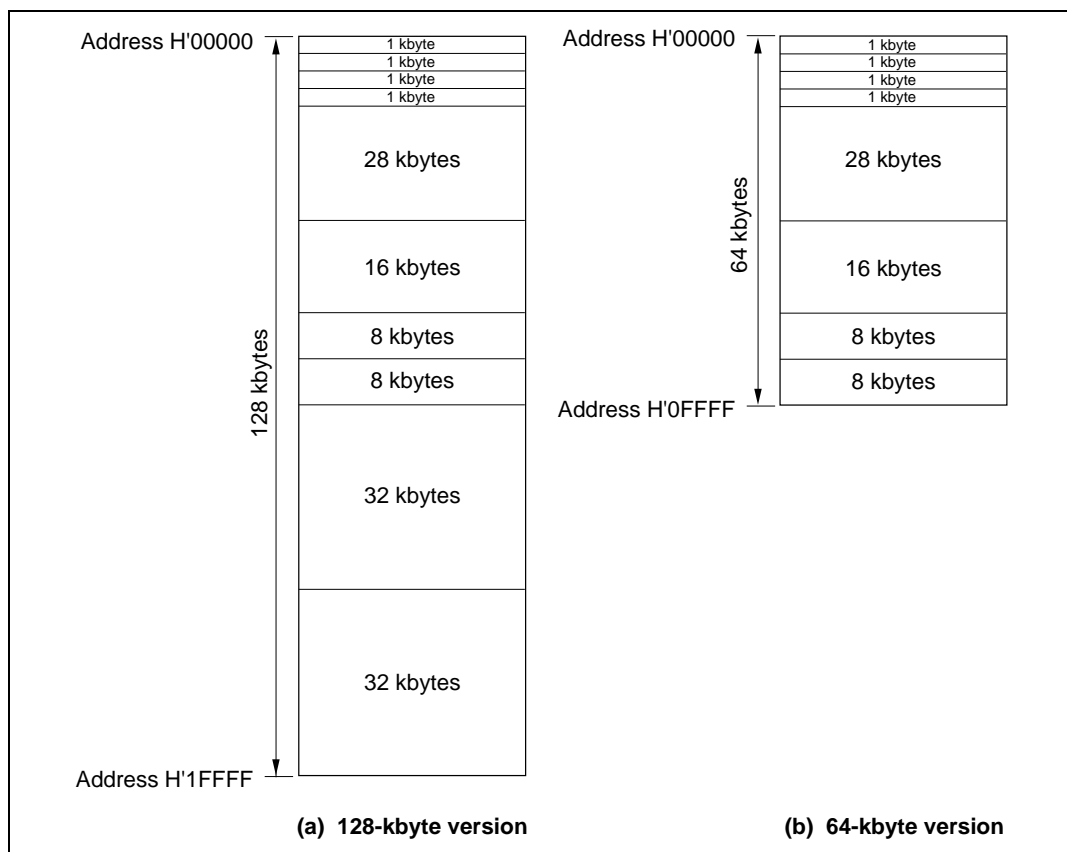 Address H'00000
1 kbyte
1 kbyte
1 kbyte
1 kbyte
28 kbytes
16 kbytes
8 kbytes
8 kbytes
32 kbytes
32 kbytes
128 kbytes
Address H'1FFFF
(a) 128-kbyte version
Address H'00000
1 kbyte
1 kbyte
1 kbyte
1 kbyte
28 kbytes
16 kbytes
8 kbytes
8 kbytes
64 kbytes
Address H'0FFFF
(b) 64-kbyte version